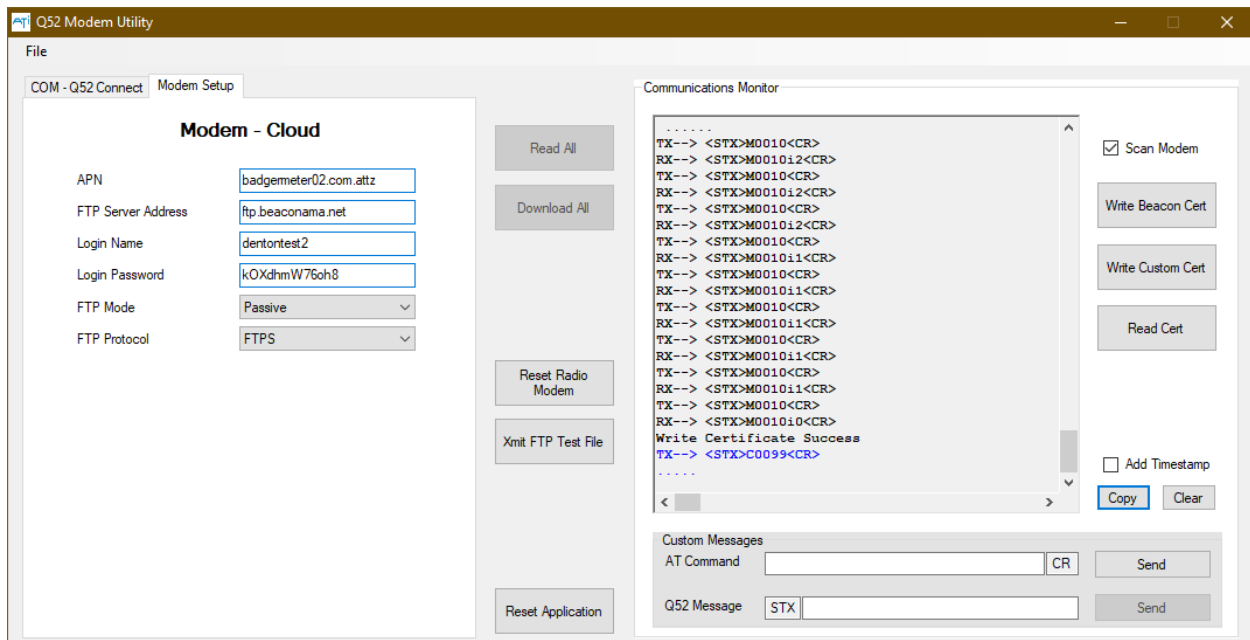 ATi Q52 Modem Utility
File
COM - Q52 Connect
Modem Setup
Modem - Cloud
APN
badgermeter02.com.attz
FTP Server Address
ftp.beaconama.net
Login Name
dentontest2
Login Password
kOXdhmW76oh8
FTP Mode
Passive
FTP Protocol
FTPS
Read All
Download All
Reset Radio
Modem
Xmit FTP Test File
Reset Application
Communications Monitor
......
TX--> <STX>M0010<CR>
RX--> <STX>M0010i2<CR>
TX--> <STX>M0010<CR>
RX--> <STX>M0010i2<CR>
TX--> <STX>M0010<CR>
RX--> <STX>M0010i2<CR>
TX--> <STX>M0010<CR>
RX--> <STX>M0010i1<CR>
TX--> <STX>M0010<CR>
RX--> <STX>M0010i1<CR>
TX--> <STX>M0010<CR>
RX--> <STX>M0010i1<CR>
TX--> <STX>M0010<CR>
RX--> <STX>M0010i1<CR>
TX--> <STX>M0010<CR>
RX--> <STX>M0010i1<CR>
TX--> <STX>M0010<CR>
RX--> <STX>M0010i0<CR>
Write Certificate Success
TX--> <STX>C0099<CR>
.....
Scan Modem
Write Beacon Cert
Write Custom Cert
Read Cert
Add Timestamp
Copy
Clear
Custom Messages
AT Command
CR
Send
Q52 Message
STX
Send